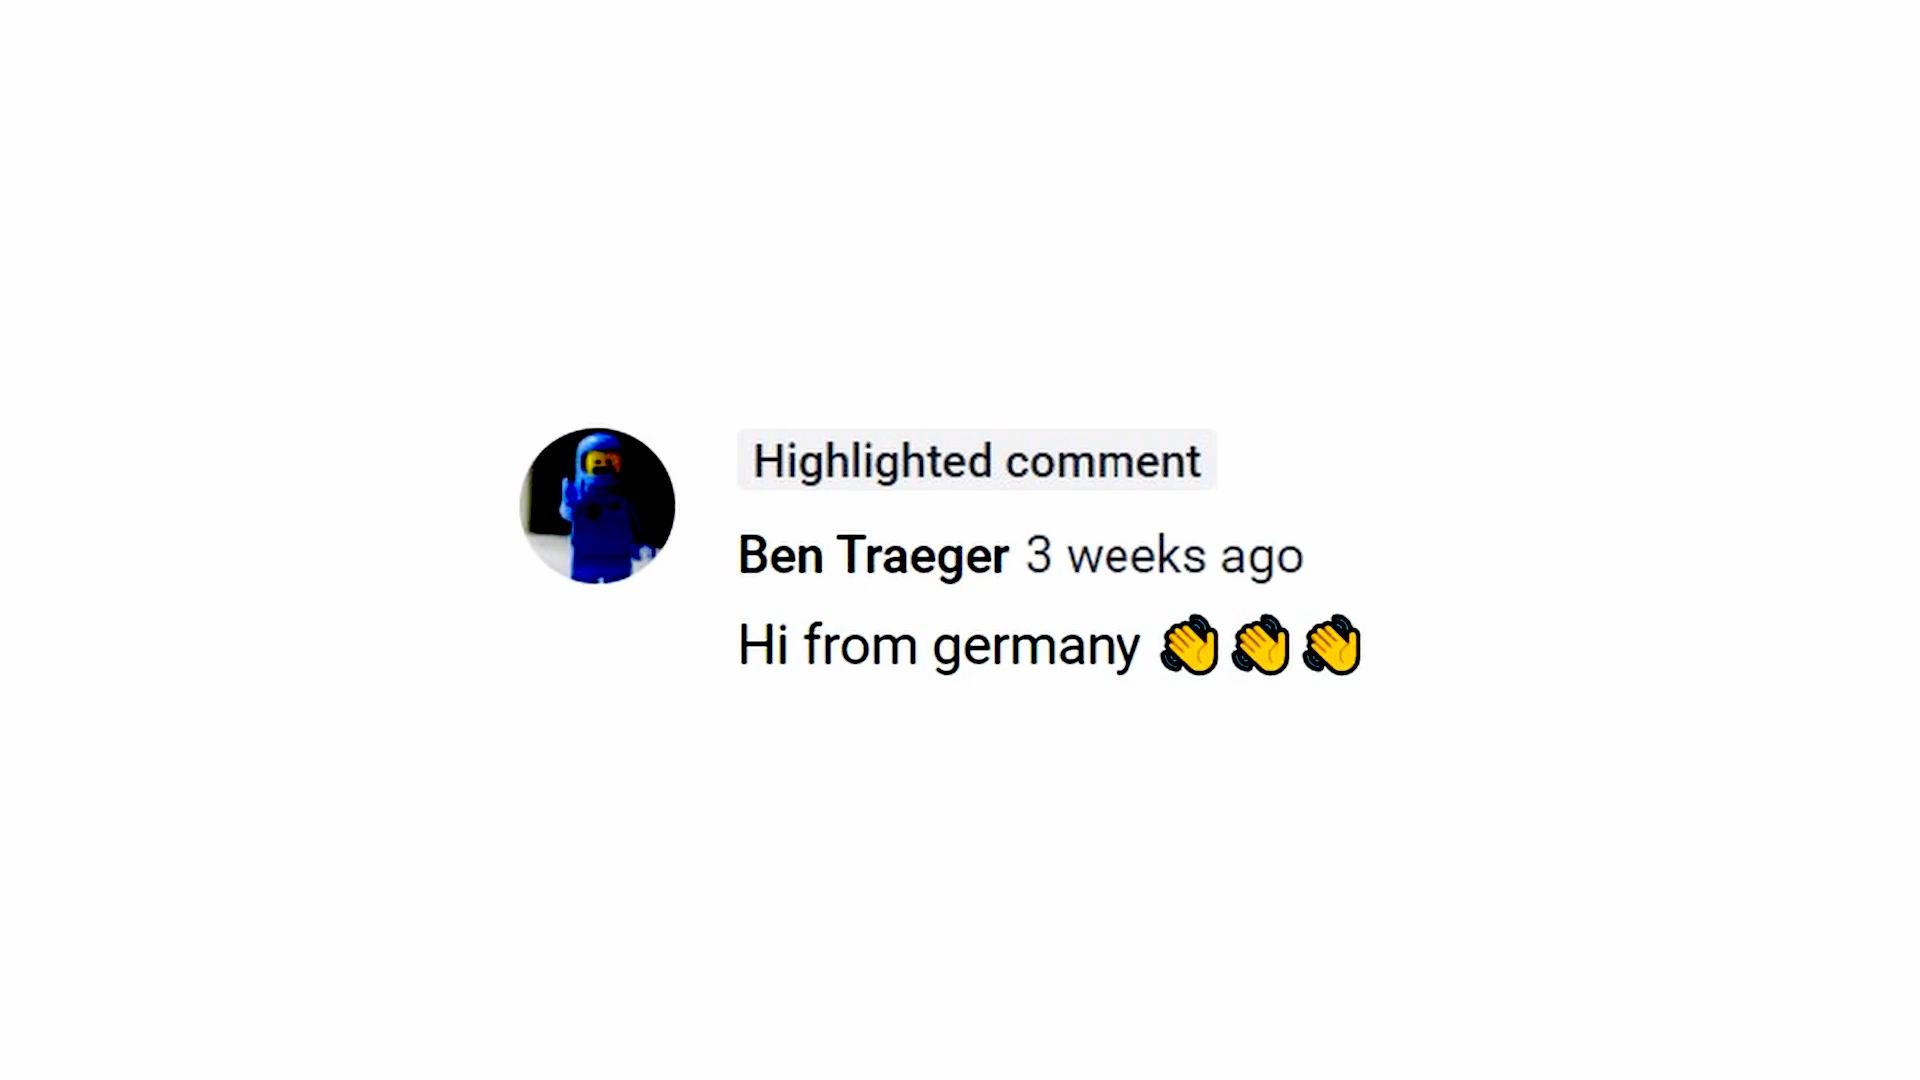 Highlighted comment
Ben Traeger 3 weeks ago
Hi from germany 👋👋👋